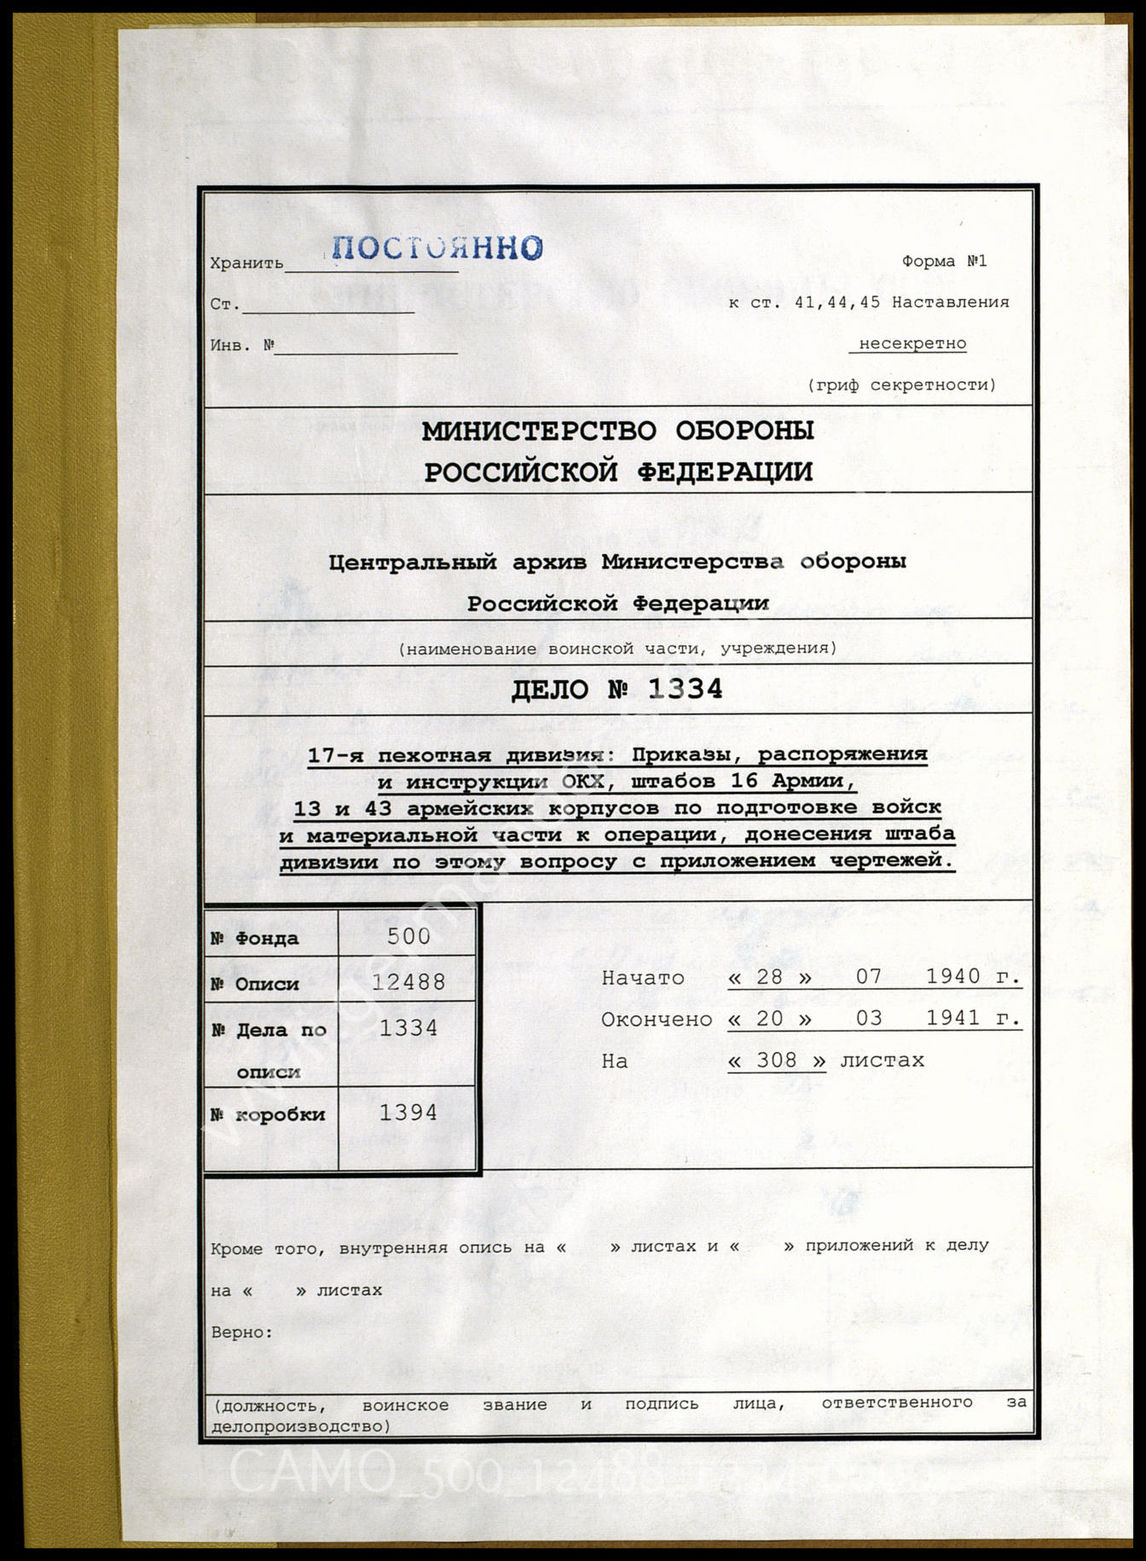 Хранить ПОСТОЯННО
Форма №1
Ст.
к ст. 41,44,45 Наставления
Инв. №
несекретно
(гриф секретности)
МИНИСТЕРСТВО ОБОРОНЫ
РОССИЙСКОЙ ФЕДЕРАЦИИ
Центральный архив Министерства обороны
Российской Федерации
(наименование воинской части, учреждения)
ДЕЛО № 1334
17-я пехотная дивизия: Приказы, распоряжения
и инструкции ОКХ, штабов 16 Армии,
13 и 43 армейских корпусов по подготовке войск
и материальной части к операции, донесения штаба
дивизии по этому вопросу с приложением чертежей.
№ Фонда 500
№ Описи 12488
№ Дела по 1334
описи
№ коробки 1394
Начато « 28 » 07 1940 г.
Окончено « 20 » 03 1941 г.
На « 308 » листах
Кроме того, внутренняя опись на « » листах и « » приложений к делу
на « » листах
Верно:
(должность, воинское звание и подпись лица, ответственного за
делопроизводство)